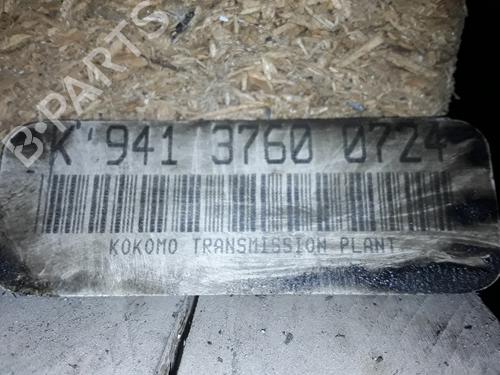 B-PARTS
K 941 3760 0724
KOKOMO TRANSMISSION PLANT